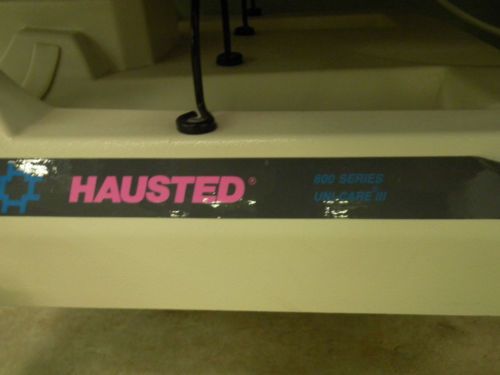 HAUSTED®
800 SERIES
UNI-CARE III